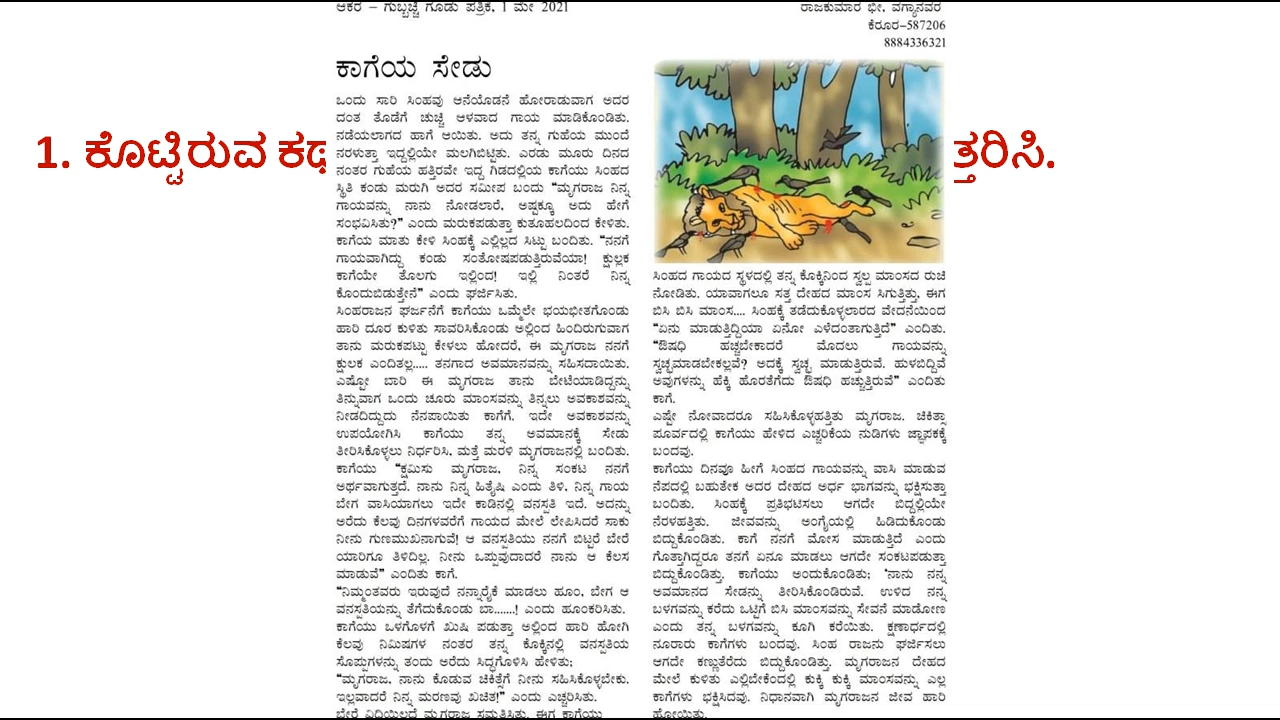 ಆಕರ – ಗುಬ್ಬಚ್ಚಿ ಗೂಡು ಪತ್ರಿಕೆ, 1 ಮೇ 2021
ರಾಜಕುಮಾರ ಭೀ. ವಗ್ಯಾನವರ
ಕೆರೂರ–587206
8884336321
1. ಕೊಟ್ಟಿರುವ ಕಥ
ತ್ತರಿಸಿ.
ಕಾಗೆಯ ಸೇಡು
ಒಂದು ಸಾರಿ ಸಿಂಹವು ಆನೆಯೊಡನೆ ಹೋರಾಡುವಾಗ ಅದರ
ದಂತ ತೊಡೆಗೆ ಚುಚ್ಚಿ ಆಳವಾದ ಗಾಯ ಮಾಡಿಕೊಂಡಿತು.
ನಡೆಯಲಾಗದ ಹಾಗೆ ಆಯಿತು. ಅದು ತನ್ನ ಗುಹೆಯ ಮುಂದೆ
ನರಳುತ್ತಾ ಇದ್ದಲ್ಲಿಯೇ ಮಲಗಿಬಿಟ್ಟಿತು. ಎರಡು ಮೂರು ದಿನದ
ನಂತರ ಗುಹೆಯ ಹತ್ತಿರವೇ ಇದ್ದ ಗಿಡದಲ್ಲಿಯ ಕಾಗೆಯು ಸಿಂಹದ
ಸ್ಥಿತಿ ಕಂಡು ಮರುಗಿ ಅದರ ಸಮೀಪ ಬಂದು "ಮೃಗರಾಜ ನಿನ್ನ
ಗಾಯವನ್ನು ನಾನು ನೋಡಲಾರೆ, ಅಷ್ಟಕ್ಕೂ ಅದು ಹೇಗೆ
ಸಂಭವಿಸಿತು?" ಎಂದು ಮರುಕಪಡುತ್ತಾ ಕುತೂಹಲದಿಂದ ಕೇಳಿತು.
ಕಾಗೆಯ ಮಾತು ಕೇಳಿ ಸಿಂಹಕ್ಕೆ ಎಲ್ಲಿಲ್ಲದ ಸಿಟ್ಟು ಬಂದಿತು. "ನನಗೆ
ಗಾಯವಾಗಿದ್ದು ಕಂಡು ಸಂತೋಷಪಡುತ್ತಿರುವೆಯಾ! ಕ್ಷುಲ್ಲಕ
ಕಾಗೆಯೇ ತೊಲಗು ಇಲ್ಲಿಂದ! ಇಲ್ಲಿ ನಿಂತರೆ ನಿನ್ನ
ಕೊಂದುಬಿಡುತ್ತೇನೆ" ಎಂದು ಘರ್ಜಿಸಿತು.
ಸಿಂಹರಾಜನ ಘರ್ಜನೆಗೆ ಕಾಗೆಯು ಒಮ್ಮೆಲೇ ಭಯಭೀತಗೊಂಡು
ಹಾರಿ ದೂರ ಕುಳಿತು ಸಾವರಿಸಿಕೊಂಡು ಅಲ್ಲಿಂದ ಹಿಂದಿರುಗುವಾಗ
ತಾನು ಮರುಕಪಟ್ಟು ಕೇಳಲು ಹೋದರೆ, ಈ ಮೃಗರಾಜ ನನಗೆ
ಕ್ಷುಲಕ ಎಂದಿತಲ್ಲ..... ತನಗಾದ ಅವಮಾನವನ್ನು ಸಹಿಸದಾಯಿತು.
ಎಷ್ಟೋ ಬಾರಿ ಈ ಮೃಗರಾಜ ತಾನು ಬೇಟೆಯಾಡಿದ್ದನ್ನು
ತಿನ್ನುವಾಗ ಒಂದು ಚೂರು ಮಾಂಸವನ್ನು ತಿನ್ನಲು ಅವಕಾಶವನ್ನು
ನೀಡದಿದ್ದುದು ನೆನಪಾಯಿತು ಕಾಗೆಗೆ. ಇದೇ ಅವಕಾಶವನ್ನು
ಉಪಯೋಗಿಸಿ ಕಾಗೆಯು ತನ್ನ ಅವಮಾನಕ್ಕೆ ಸೇಡು
ತೀರಿಸಿಕೊಳ್ಳಲು ನಿರ್ಧರಿಸಿ, ಮತ್ತೆ ಮರಳಿ ಮೃಗರಾಜನಲ್ಲಿ ಬಂದಿತು.
ಕಾಗೆಯು "ಕ್ಷಮಿಸು ಮೃಗರಾಜ, ನಿನ್ನ ಸಂಕಟ ನನಗೆ
ಅರ್ಥವಾಗುತ್ತದೆ. ನಾನು ನಿನ್ನ ಹಿತೈಷಿ ಎಂದು ತಿಳಿ, ನಿನ್ನ ಗಾಯ
ಬೇಗ ವಾಸಿಯಾಗಲು ಇದೇ ಕಾಡಿನಲ್ಲಿ ವನಸ್ಪತಿ ಇದೆ. ಅದನ್ನು
ಅರೆದು ಕೆಲವು ದಿನಗಳವರೆಗೆ ಗಾಯದ ಮೇಲೆ ಲೇಪಿಸಿದರೆ ಸಾಕು
ನೀನು ಗುಣಮುಖನಾಗುವೆ! ಆ ವನಸ್ಪತಿಯು ನನಗೆ ಬಿಟ್ಟರೆ ಬೇರೆ
ಯಾರಿಗೂ ತಿಳಿದಿಲ್ಲ. ನೀನು ಒಪ್ಪುವುದಾದರೆ ನಾನು ಆ ಕೆಲಸ
ಮಾಡುವೆ" ಎಂದಿತು ಕಾಗೆ.
"ನಿಮ್ಮಂತವರು ಇರುವುದೆ ನನ್ನಾರೈಕೆ ಮಾಡಲು ಹೂಂ, ಬೇಗ ಆ
ವನಸ್ಪತಿಯನ್ನು ತೆಗೆದುಕೊಂಡು ಬಾ.......! ಎಂದು ಹೂಂಕರಿಸಿತು.
ಕಾಗೆಯು ಒಳಗೊಳಗೆ ಖುಷಿ ಪಡುತ್ತಾ ಅಲ್ಲಿಂದ ಹಾರಿ ಹೋಗಿ
ಕೆಲವು ನಿಮಿಷಗಳ ನಂತರ ತನ್ನ ಕೊಕ್ಕಿನಲ್ಲಿ ವನಸ್ಪತಿಯ
ಸೊಪ್ಪುಗಳನ್ನು ತಂದು ಅರೆದು ಸಿದ್ಧಗೊಳಿಸಿ ಹೇಳಿತು;
"ಮೃಗರಾಜ, ನಾನು ಕೊಡುವ ಚಿಕಿತ್ಸೆಗೆ ನೀನು ಸಹಿಸಿಕೊಳ್ಳಬೇಕು.
ಇಲ್ಲವಾದರೆ ನಿನ್ನ ಮರಣವು ಖಚಿತ!" ಎಂದು ಎಚ್ಚರಿಸಿತು.
ಬೇರೆ ವಿಧಿಯಿಲ್ಲದೆ ಮೃಗರಾಜ ಸಮ್ಮತಿಸಿತು. ಈಗ ಕಾಗೆಯು
ಸಿಂಹದ ಗಾಯದ ಸ್ಥಳದಲ್ಲಿ ತನ್ನ ಕೊಕ್ಕಿನಿಂದ ಸ್ವಲ್ಪ ಮಾಂಸದ ರುಚಿ
ನೋಡಿತು. ಯಾವಾಗಲೂ ಸತ್ತ ದೇಹದ ಮಾಂಸ ಸಿಗುತ್ತಿತ್ತು, ಈಗ
ಬಿಸಿ ಬಿಸಿ ಮಾಂಸ.... ಸಿಂಹಕ್ಕೆ ತಡೆದುಕೊಳ್ಳಲಾರದ ವೇದನೆಯಿಂದ
"ಏನು ಮಾಡುತ್ತಿದ್ದಿಯಾ ಏನೋ ಎಳೆದಂತಾಗುತ್ತಿದೆ" ಎಂದಿತು.
"ಔಷಧಿ ಹಚ್ಚಬೇಕಾದರೆ ಮೊದಲು ಗಾಯವನ್ನು
ಸ್ವಚ್ಛಮಾಡಬೇಕಲ್ಲವೆ? ಅದಕ್ಕೆ ಸ್ವಚ್ಛ ಮಾಡುತ್ತಿರುವೆ. ಹುಳಬಿದ್ದಿವೆ
ಅವುಗಳನ್ನು ಹೆಕ್ಕಿ ಹೊರತೆಗೆದು ಔಷಧಿ ಹಚ್ಚುತ್ತಿರುವೆ" ಎಂದಿತು
ಕಾಗೆ.
ಎಷ್ಟೇ ನೋವಾದರೂ ಸಹಿಸಿಕೊಳ್ಳಹತ್ತಿತು ಮೃಗರಾಜ. ಚಿಕಿತ್ಸಾ
ಪೂರ್ವದಲ್ಲಿ ಕಾಗೆಯು ಹೇಳಿದ ಎಚ್ಚರಿಕೆಯ ನುಡಿಗಳು ಜ್ಞಾಪಕಕ್ಕೆ
ಬಂದವು.
ಕಾಗೆಯು ದಿನವೂ ಹೀಗೆ ಸಿಂಹದ ಗಾಯವನ್ನು ವಾಸಿ ಮಾಡುವ
ನೆಪದಲ್ಲಿ ಬಹುತೇಕ ಅದರ ದೇಹದ ಅರ್ಧ ಭಾಗವನ್ನು ಭಕ್ಷಿಸುತ್ತಾ
ಬಂದಿತು. ಸಿಂಹಕ್ಕೆ ಪ್ರತಿಭಟಿಸಲು ಆಗದೇ ಬಿದ್ದಲ್ಲಿಯೇ
ನೆರಳಹತ್ತಿತು. ಜೀವವನ್ನು ಅಂಗೈಯಲ್ಲಿ ಹಿಡಿದುಕೊಂಡು
ಬಿದ್ದುಕೊಂಡಿತು. ಕಾಗೆ ನನಗೆ ಮೋಸ ಮಾಡುತ್ತಿದೆ ಎಂದು
ಗೊತ್ತಾಗಿದ್ದರೂ ತನಗೆ ಏನೂ ಮಾಡಲು ಆಗದೇ ಸಂಕಟಪಡುತ್ತಾ
ಬಿದ್ದುಕೊಂಡಿತ್ತು. ಕಾಗೆಯು ಅಂದುಕೊಂಡಿತು; 'ನಾನು ನನ್ನ
ಅವಮಾನದ ಸೇಡನ್ನು ತೀರಿಸಿಕೊಂಡಿರುವೆ. ಉಳಿದ ನನ್ನ
ಬಳಗವನ್ನು ಕರೆದು ಒಟ್ಟಿಗೆ ಬಿಸಿ ಮಾಂಸವನ್ನು ಸೇವನೆ ಮಾಡೋಣ
ಎಂದು ತನ್ನ ಬಳಗವನ್ನು ಕೂಗಿ ಕರೆಯಿತು. ಕ್ಷಣಾರ್ಧದಲ್ಲಿ
ನೂರಾರು ಕಾಗೆಗಳು ಬಂದವು. ಸಿಂಹ ರಾಜನು ಘರ್ಜಿಸಲು
ಆಗದೇ ಕಣ್ಣುತೆರೆದು ಬಿದ್ದುಕೊಂಡಿತ್ತು. ಮೃಗರಾಜನ ದೇಹದ
ಮೇಲೆ ಕುಳಿತು ಎಲ್ಲಿಬೇಕೆಂದಲ್ಲಿ ಕುಕ್ಕಿ ಕುಕ್ಕಿ ಮಾಂಸವನ್ನು ಎಲ್ಲ
ಕಾಗೆಗಳು ಭಕ್ಷಿಸಿದವು. ನಿಧಾನವಾಗಿ ಮೃಗರಾಜನ ಜೀವ ಹಾರಿ
ಹೋಯಿತು.